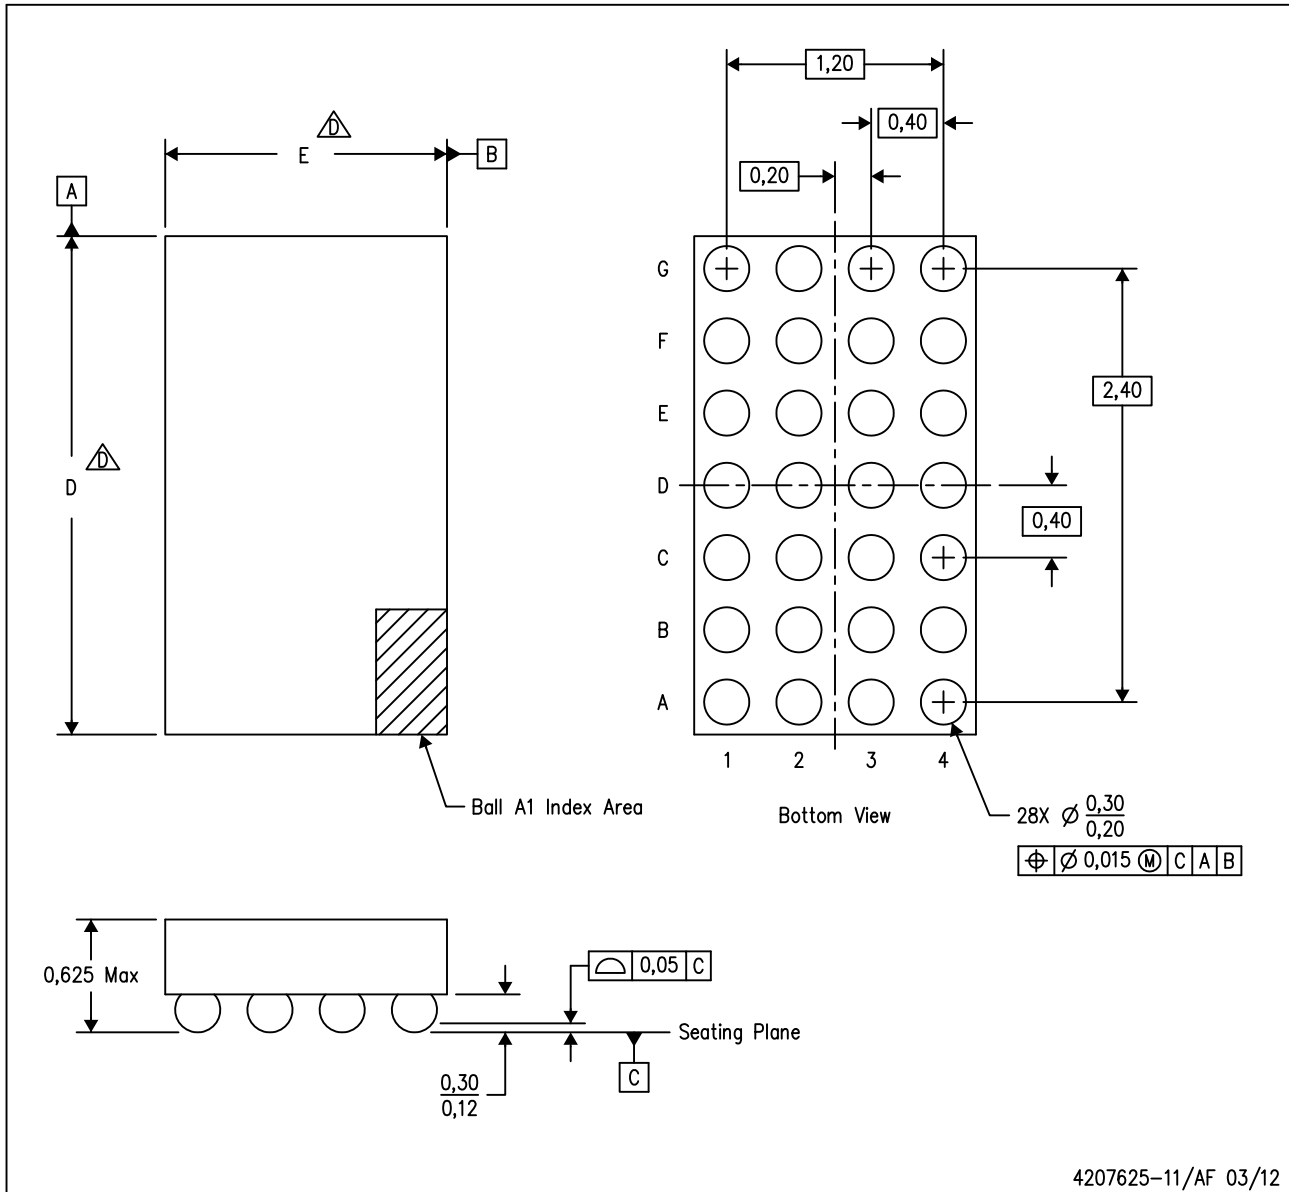 1,20
0,40
0,20
D
E
B
A
D
D
G
F
E
D
C
B
A
2,40
0,40
1 2 3 4
Ball A1 Index Area
Bottom View
28X Ø 0,30
0,20
⌖ Ø 0,015 Ⓜ C A B
0,625 Max
⌓ 0,05 C
Seating Plane
C
0,30
0,12
4207625-11/AF 03/12